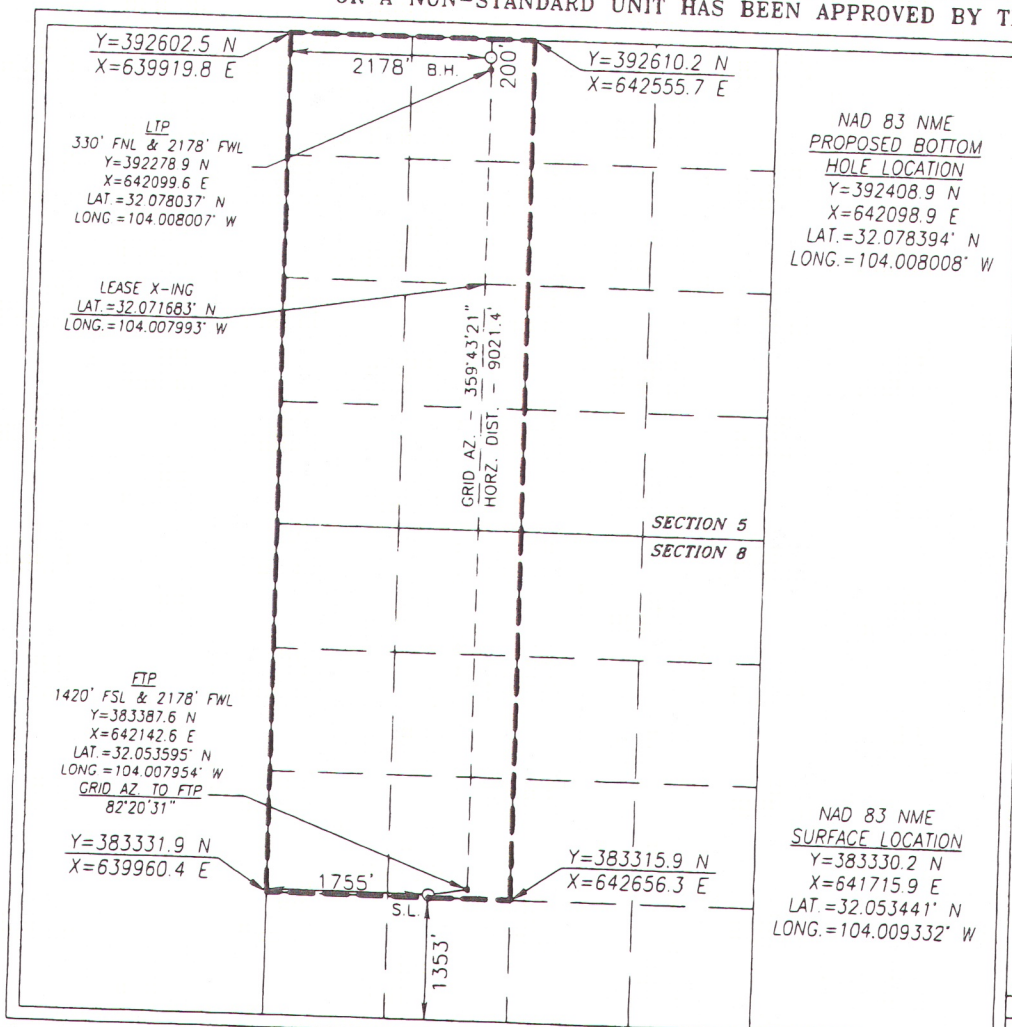 OR A NON-STANDARD UNIT HAS BEEN APPROVED BY T
Y=392602.5 N
X=639919.8 E
2178'
B.H.
200'
Y=392610.2 N
X=642555.7 E
LTP
330' FNL & 2178' FWL
Y=392278.9 N
X=642099.6 E
LAT.=32.078037° N
LONG.=104.008007° W
NAD 83 NME
PROPOSED BOTTOM
HOLE LOCATION
Y=392408.9 N
X=642098.9 E
LAT.=32.078394° N
LONG.=104.008008° W
LEASE X-ING
LAT.=32.071683° N
LONG.=104.007993° W
GRID AZ. - 359°43'21"
HORZ. DIST. - 9021.4'
SECTION 5
SECTION 8
FTP
1420' FSL & 2178' FWL
Y=383387.6 N
X=642142.6 E
LAT.=32.053595° N
LONG.=104.007954° W
GRID AZ. TO FTP
82°20'31"
Y=383331.9 N
X=639960.4 E
1755'
S.L.
1353'
Y=383315.9 N
X=642656.3 E
NAD 83 NME
SURFACE LOCATION
Y=383330.2 N
X=641715.9 E
LAT.=32.053441° N
LONG.=104.009332° W